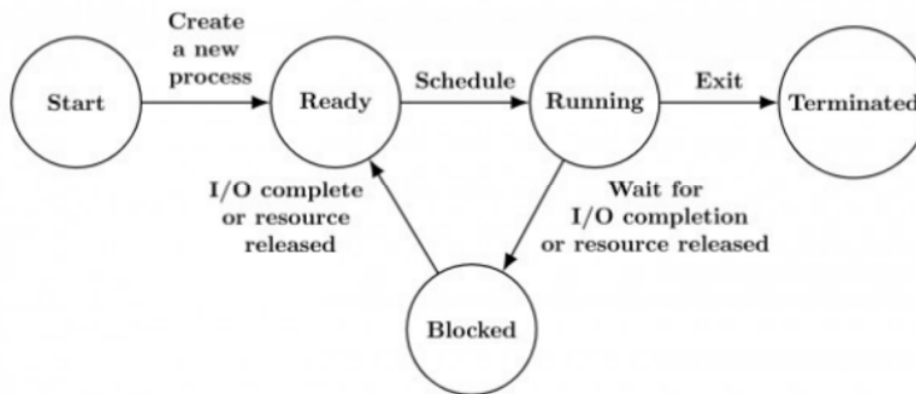 Create
a new
process
Start
Ready
Schedule
Running
Exit
Terminated
I/O complete
or resource
released
Wait for
I/O completion
or resource released
Blocked